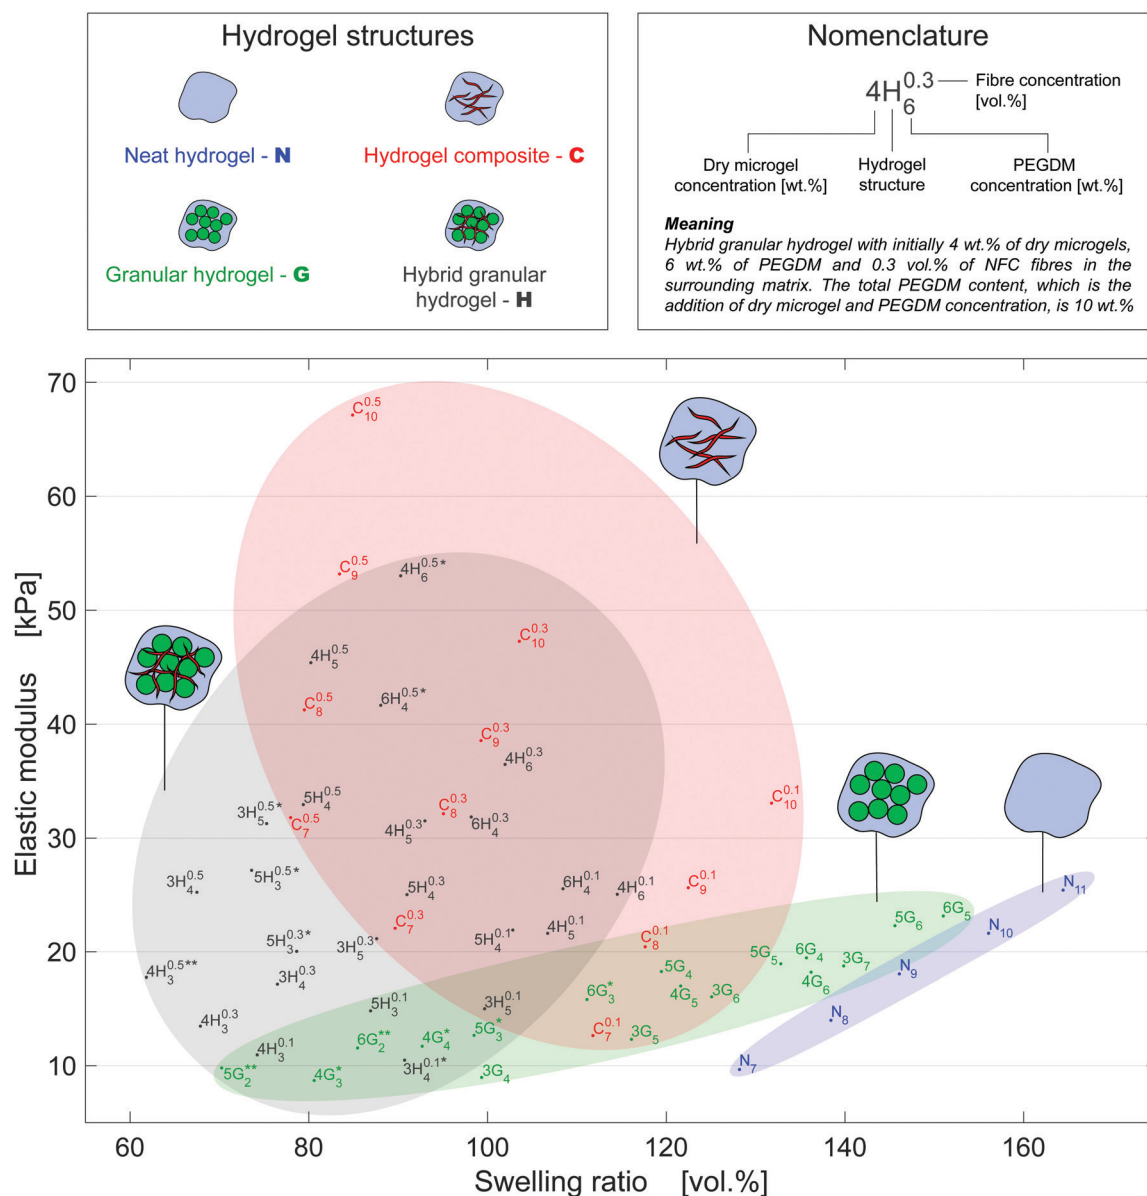 Hydrogel structures
Neat hydrogel - N
Hydrogel composite - C
Granular hydrogel - G
Hybrid granular
hydrogel - H
Nomenclature
4H₆^0.3
Fibre concentration
[vol.%]
Dry microgel
concentration [wt.%]
Hydrogel
structure
PEGDM
concentration [wt.%]
Meaning
Hybrid granular hydrogel with initially 4 wt.% of dry microgels,
6 wt.% of PEGDM and 0.3 vol.% of NFC fibres in the
surrounding matrix. The total PEGDM content, which is the
addition of dry microgel and PEGDM concentration, is 10 wt.%
Elastic modulus [kPa]
70
60
50
40
30
20
10
C₁₀^0.5
C₉^0.5
4H₆^0.5*
C₁₀^0.3
4H₅^0.5
C₈^0.5
6H₄^0.5*
C₉^0.3
4H₆^0.3
3H₅^0.5*
5H₄^0.5
C₇^0.5
4H₅^0.3*
C₈^0.3
6H₄^0.3
C₁₀^0.1
3H₄^0.5
5H₃^0.5*
5H₄^0.3
6H₄^0.1
4H₆^0.1
C₉^0.1
C₇^0.3
5H₃^0.3*
3H₅^0.3*
5H₄^0.1*
4H₅^0.1
C₈^0.1
4H₃^0.5**
3H₄^0.3
5G₄
4G₅
3G₆
5G₅
6G₄
4G₆
3G₇
5G₆
6G₅
N₁₁
N₁₀
N₉
N₈
N₇
4H₃^0.3
5H₃^0.1
3H₅^0.1
6G₃*
C₇^0.1
3G₅
4H₃^0.1
6G₂**
4G₄*
5G₃*
3H₄^0.1*
5G₂**
4G₃*
3G₄
60
80
100
120
140
160
Swelling ratio [vol.%]